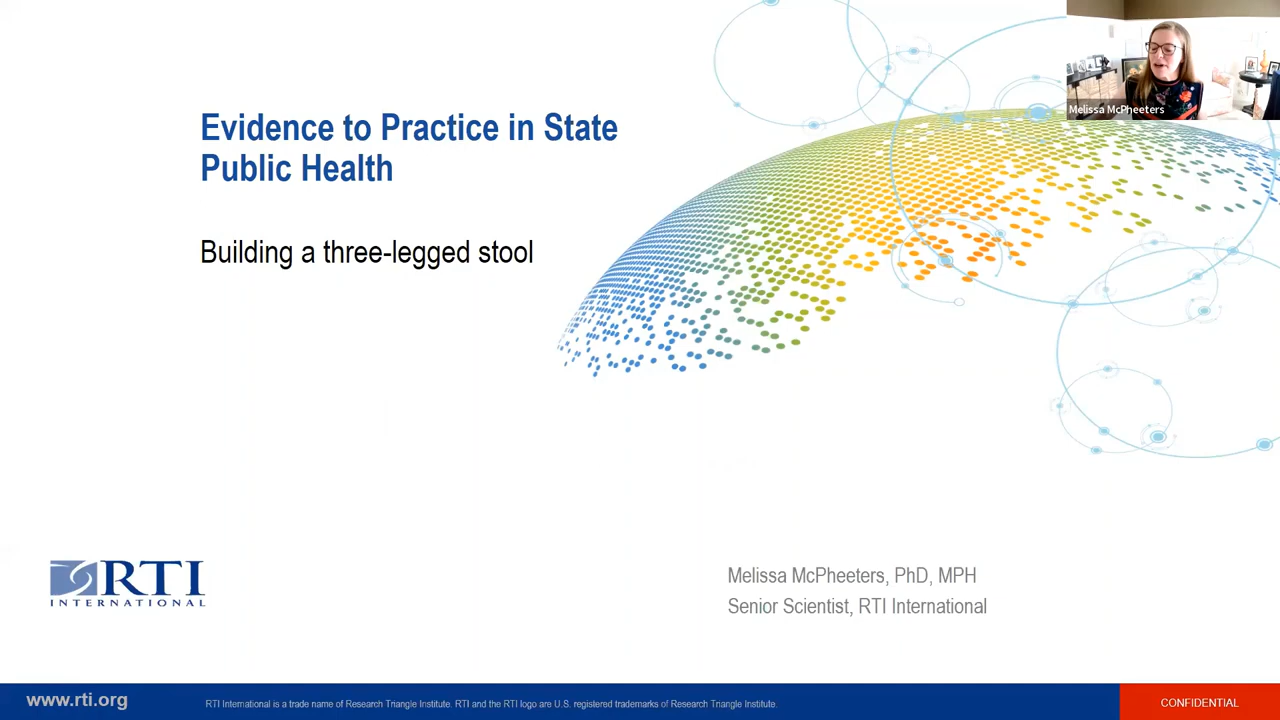 Melissa McPheeters
Evidence to Practice in State
Public Health
Building a three-legged stool
RTI
INTERNATIONAL
Melissa McPheeters, PhD, MPH
Senior Scientist, RTI International
www.rti.org
RTI International is a trade name of Research Triangle Institute. RTI and the RTI logo are U.S. registered trademarks of Research Triangle Institute.
CONFIDENTIAL